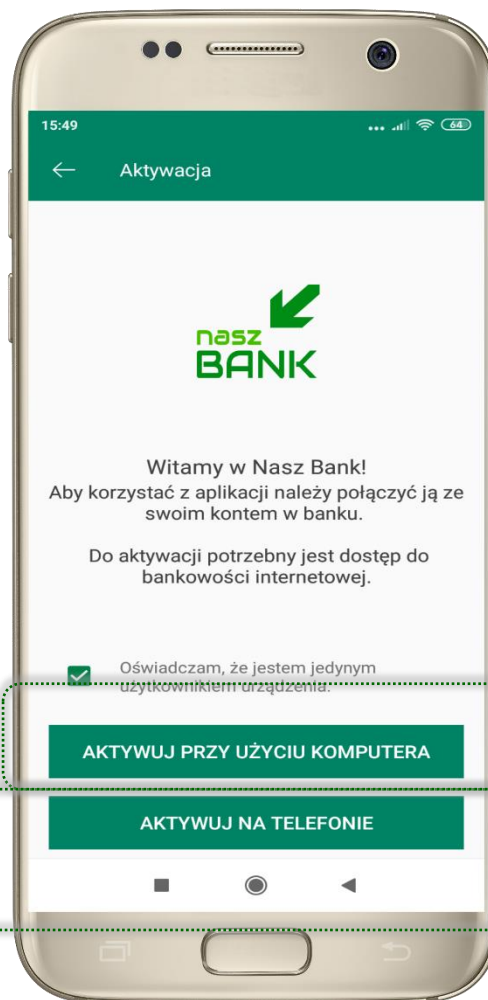 15:49
64
Aktywacja
nasz
BANK
Witamy w Nasz Bank!
Aby korzystać z aplikacji należy połączyć ją ze
swoim kontem w banku.
Do aktywacji potrzebny jest dostęp do
bankowości internetowej.
Oświadczam, że jestem jedynym
użytkownikiem urządzenia.
AKTYWUJ PRZY UŻYCIU KOMPUTERA
AKTYWUJ NA TELEFONIE